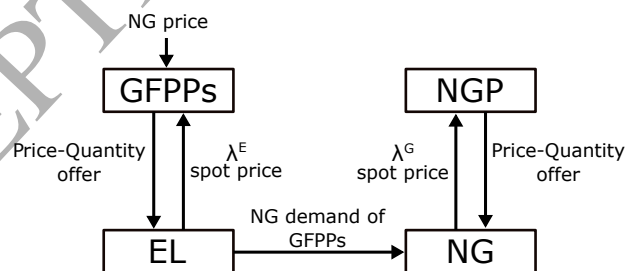 NG price
GFPPs
NGP
Price-Quantity
offer
λE
spot price
λG
spot price
Price-Quantity
offer
NG demand of
GFPPs
EL
NG
EPT